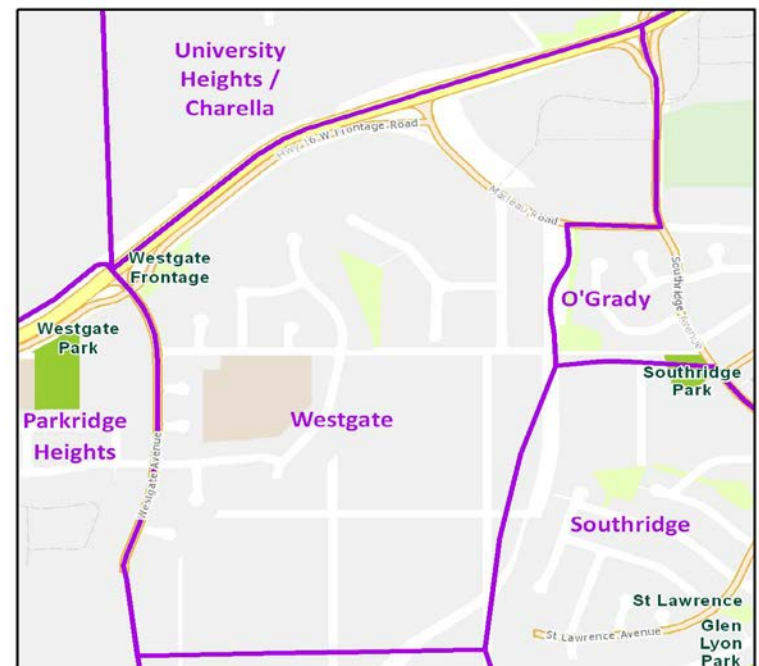 University
Heights /
Charella
Hwy 16 W Frontage Road
Malleau Road
Westgate
Frontage
Southridge Avenue
O'Grady
Westgate
Park
Southridge
Park
Parkridge
Heights
Westgate
Westgate Avenue
Southridge
St Lawrence
St Lawrence Avenue
Glen
Lyon
Park